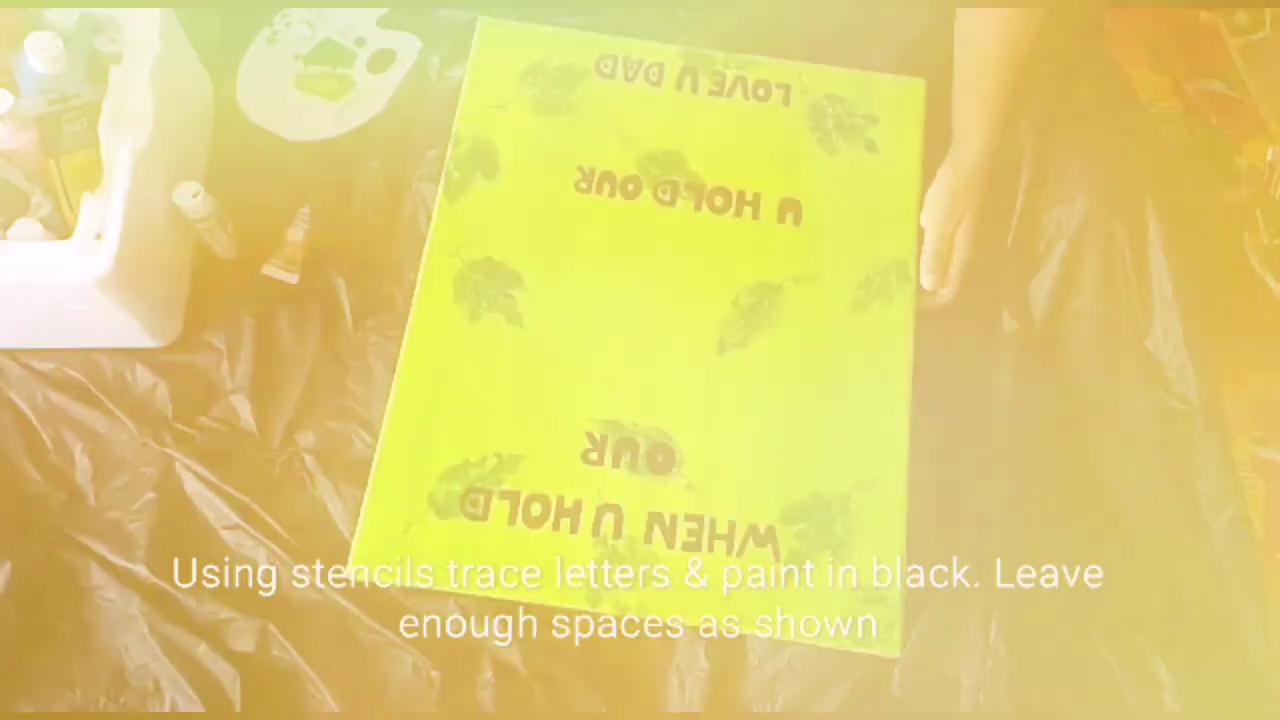 WHEN U HOLD
OUR
U HOLD OUR
LOVE U DAD
Using stencils trace letters & paint in black. Leave
enough spaces as shown